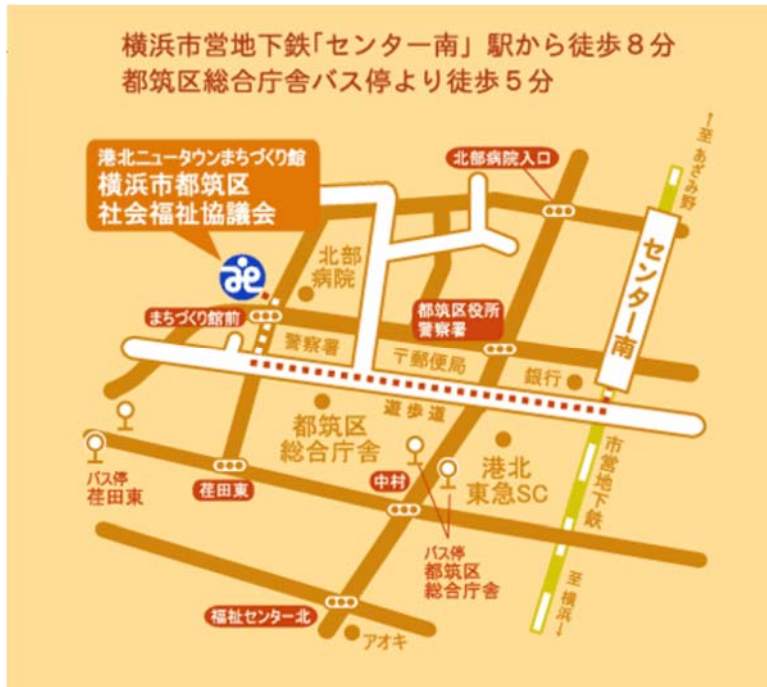 横浜市営地下鉄「センター南」駅から徒歩8分
都筑区総合庁舎バス停より徒歩5分
港北ニュータウンまちづくり館
横浜市都筑区
社会福祉協議会
北部病院入口
↑至 あざみ野
センター南
北部
病院
まちづくり館前
都筑区役所
警察署
警察署
〒郵便局
銀行
遊歩道
都筑区
総合庁舎
港北
東急SC
市営地下鉄
バス停
荏田東
荏田東
中村
バス停
都筑区
総合庁舎
至 横浜↓
福祉センター北
アオキ